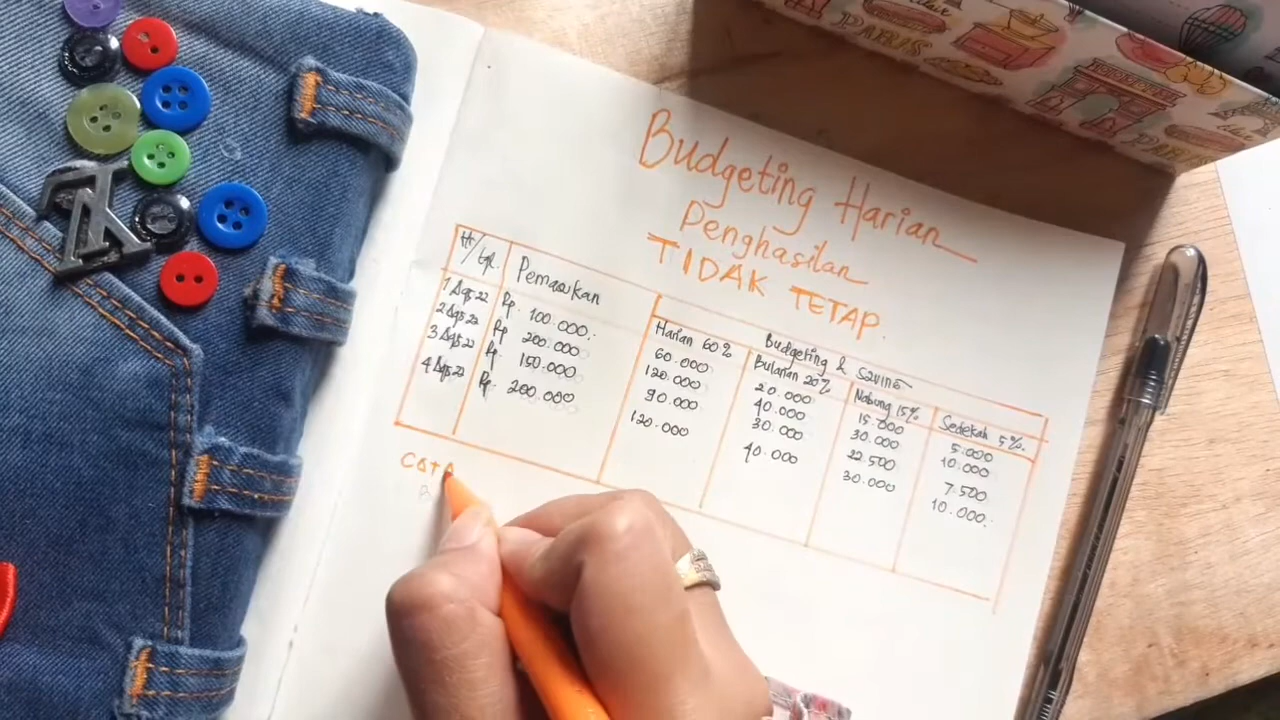 Budgeting Harian
Penghasilan
TIDAK TETAP
Hr/tgl. Pemasukan Budgeting & Saving
Harian 60% Bulanan 20% Nabung 15% Sedekah 5%
1 Ags 22 Rp. 100.000 60.000 20.000 15.000 5.000
2 Ags 22 Rp 200.000 120.000 40.000 30.000 10.000
3 Ags 22 Rp. 150.000 90.000 30.000 22.500 7.500
4 Ags 22 Rp. 200.000 120.000 40.000 30.000 10.000
CATA
PARIS
PARIS